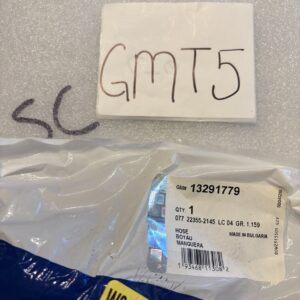 GMT5
SC
GM# 13291779
QTY 1
077 22355-2145 LC 04 GR. 1.159
HOSE
BOYAU
MANGUERA
MADE IN BULGARIA